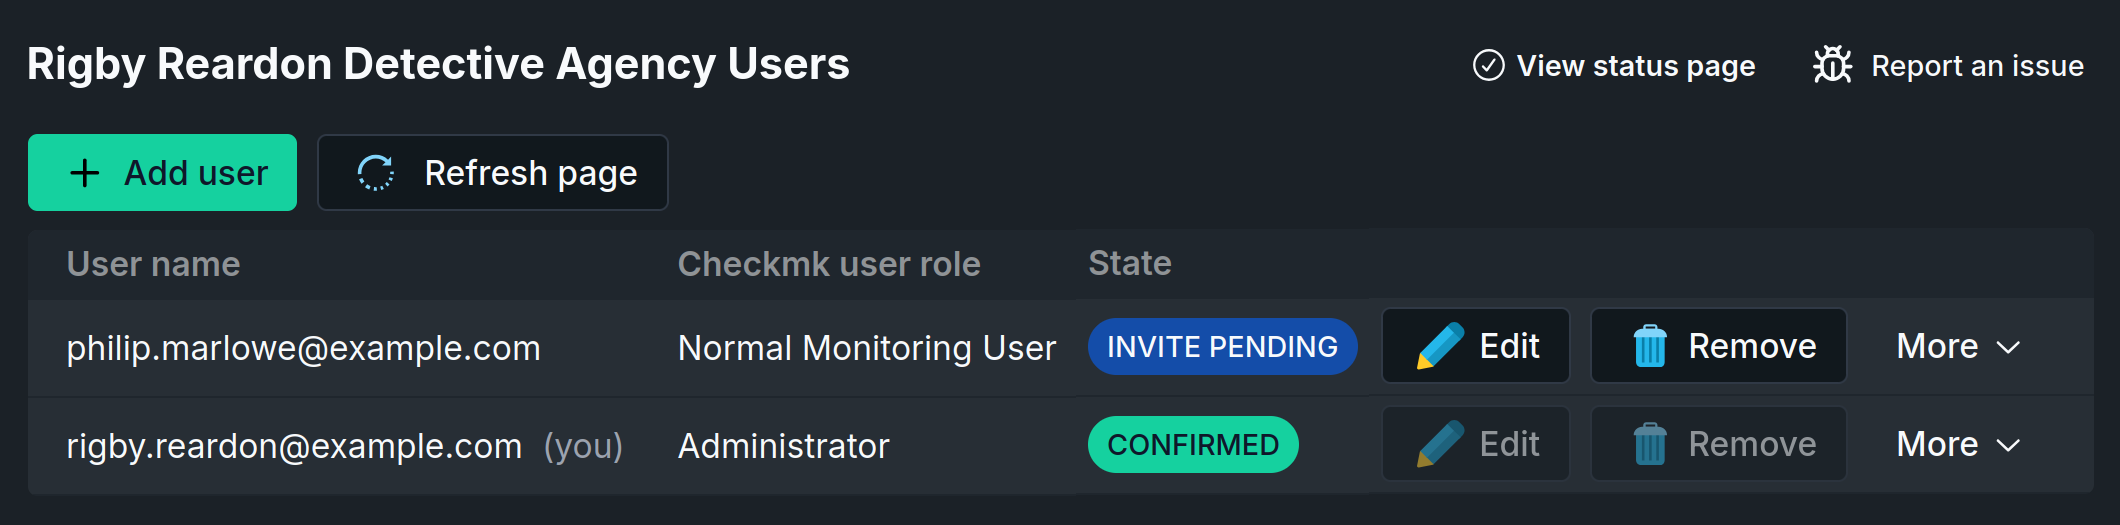 Rigby Reardon Detective Agency Users
View status page
Report an issue
Add user
Refresh page
User name Checkmk user role State
philip.marlowe@example.com Normal Monitoring User INVITE PENDING Edit Remove More
rigby.reardon@example.com (you) Administrator CONFIRMED Edit Remove More